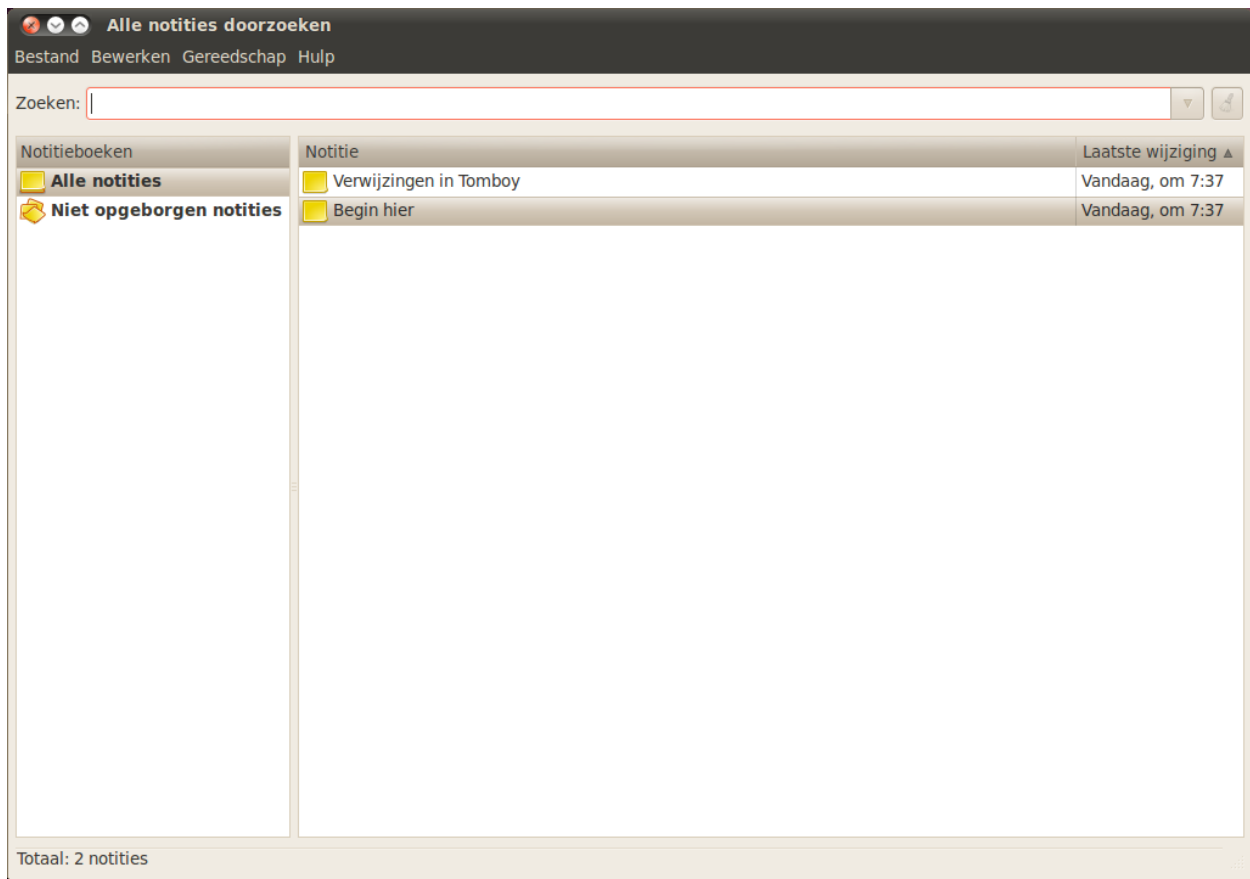 Alle notities doorzoeken
Bestand Bewerken Gereedschap Hulp
Zoeken:
Notitieboeken Notitie Laatste wijziging
Alle notities Verwijzingen in Tomboy Vandaag, om 7:37
Niet opgeborgen notities Begin hier Vandaag, om 7:37
Totaal: 2 notities